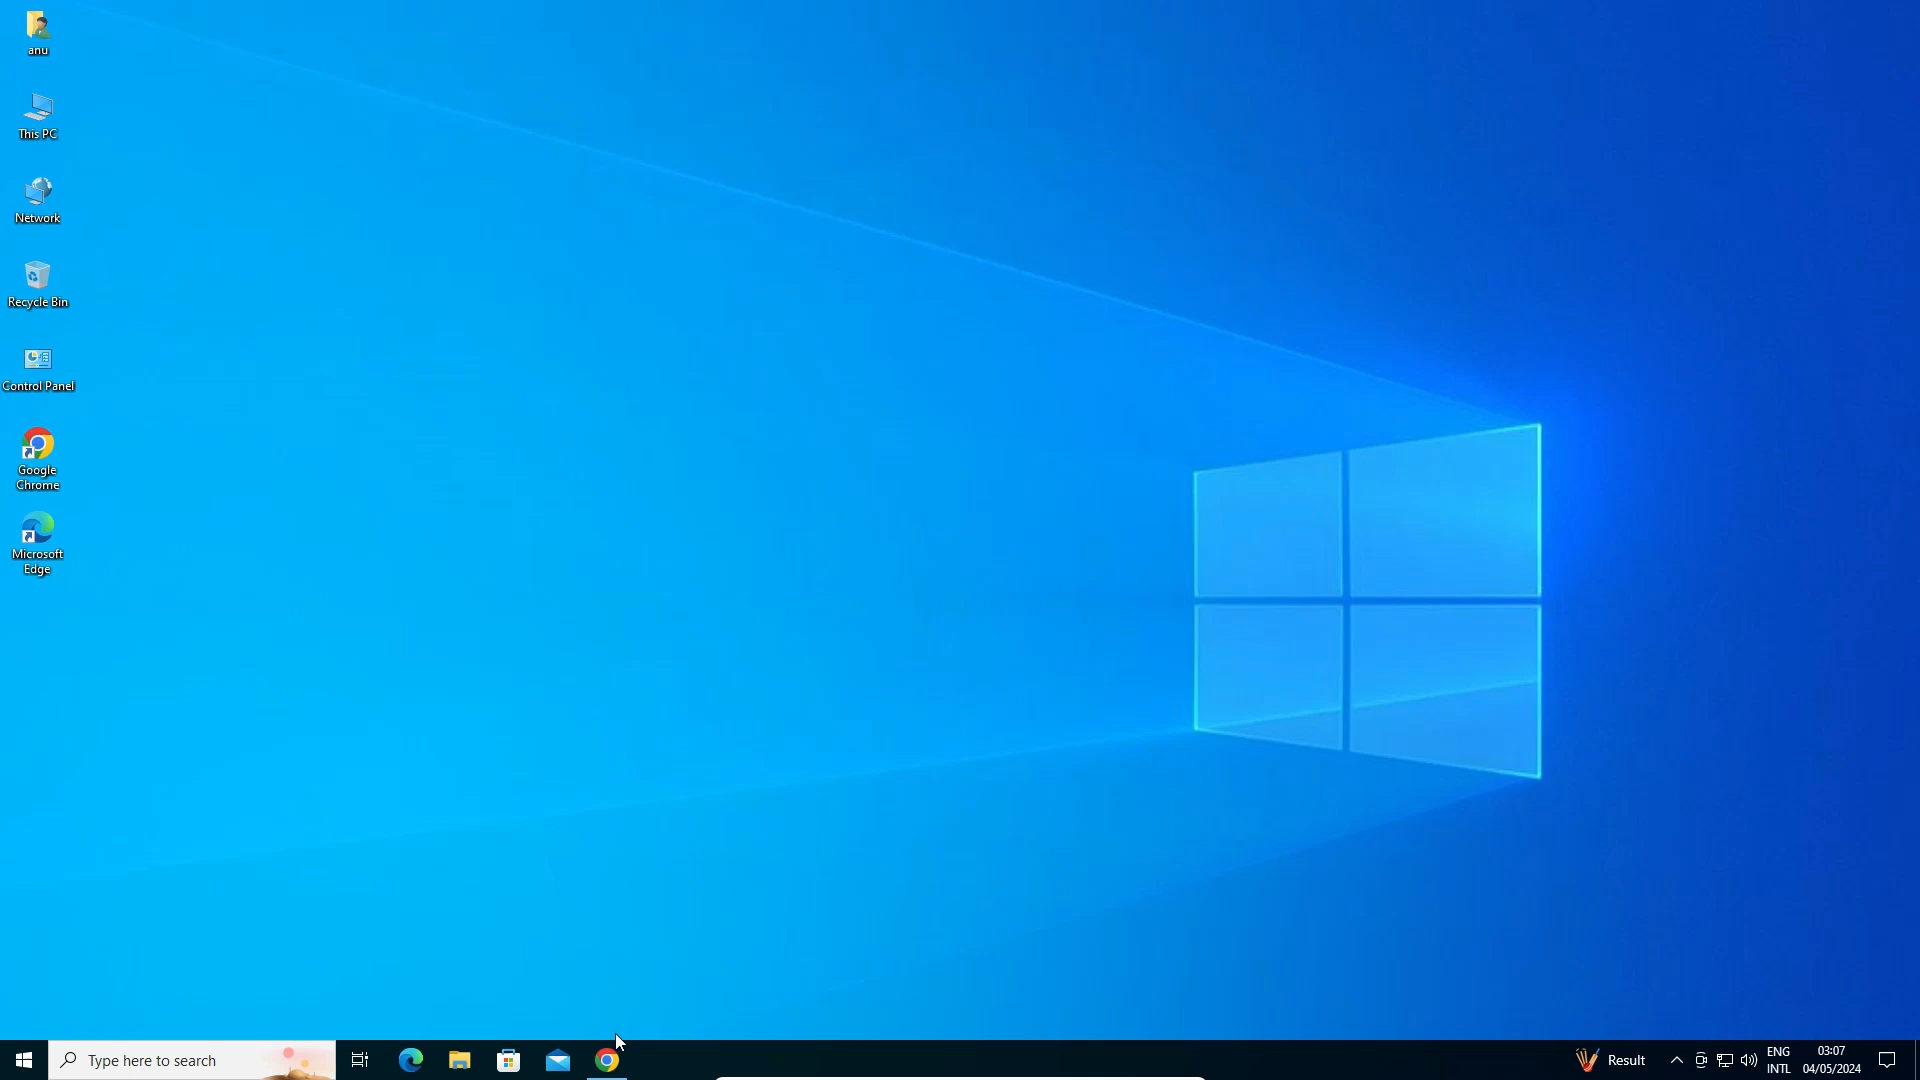 anu
This PC
Network
Recycle Bin
Control Panel
Google
Chrome
Microsoft
Edge
Type here to search
Result
ENG
INTL
03:07
04/05/2024